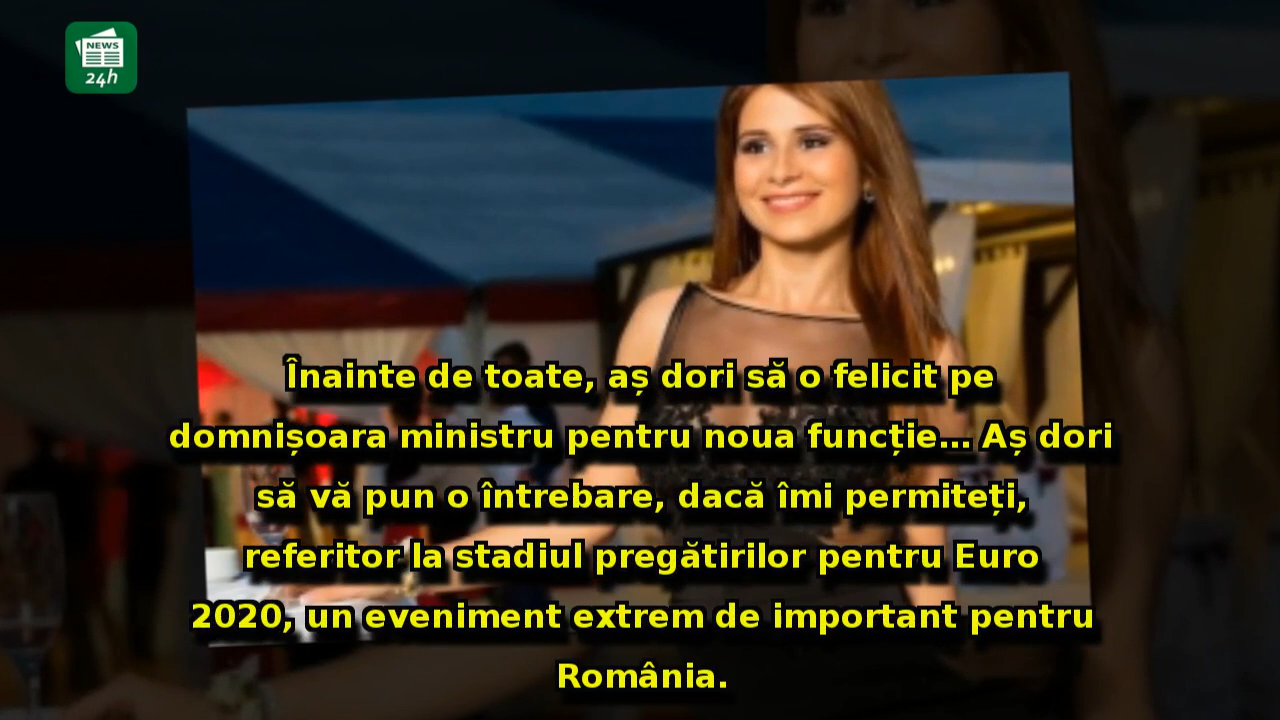 NEWS
24h
Înainte de toate, aș dori să o felicit pe
domnișoara ministru pentru noua funcție... Aș dori
să vă pun o întrebare, dacă îmi permiteți,
referitor la stadiul pregătirilor pentru Euro
2020, un eveniment extrem de important pentru
România.